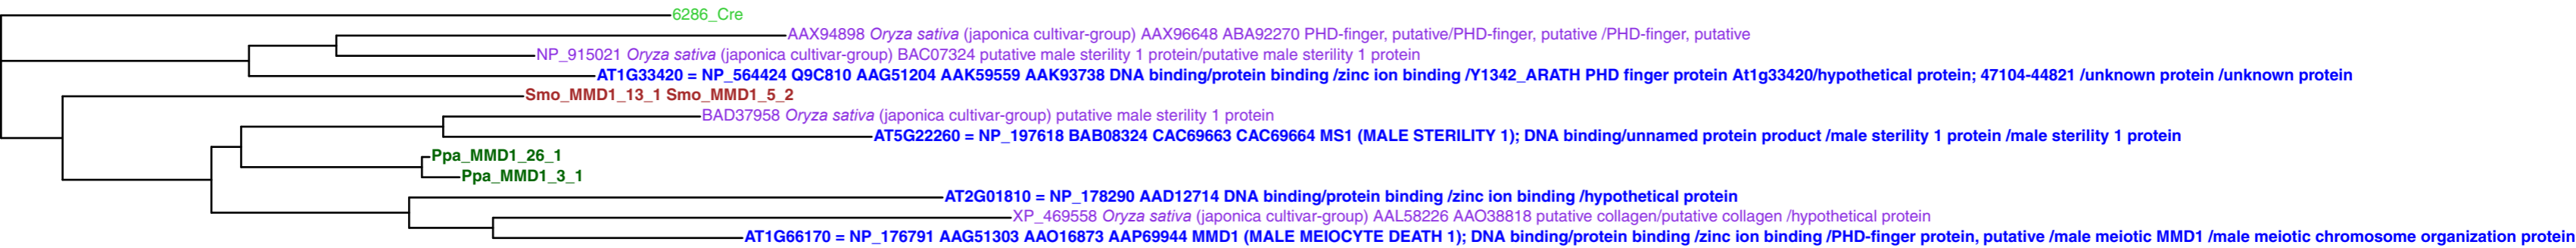 6286_Cre
AAX94898 Oryza sativa (japonica cultivar-group) AAX96648 ABA92270 PHD-finger, putative/PHD-finger, putative /PHD-finger, putative
NP_915021 Oryza sativa (japonica cultivar-group) BAC07324 putative male sterility 1 protein/putative male sterility 1 protein
AT1G33420 = NP_564424 Q9C810 AAG51204 AAK59559 AAK93738 DNA binding/protein binding /zinc ion binding /Y1342_ARATH PHD finger protein At1g33420/hypothetical protein; 47104-44821 /unknown protein /unknown protein
Smo_MMD1_13_1 Smo_MMD1_5_2
BAD37958 Oryza sativa (japonica cultivar-group) putative male sterility 1 protein
AT5G22260 = NP_197618 BAB08324 CAC69663 CAC69664 MS1 (MALE STERILITY 1); DNA binding/unnamed protein product /male sterility 1 protein /male sterility 1 protein
Ppa_MMD1_26_1
Ppa_MMD1_3_1
AT2G01810 = NP_178290 AAD12714 DNA binding/protein binding /zinc ion binding /hypothetical protein
XP_469558 Oryza sativa (japonica cultivar-group) AAL58226 AAO38818 putative collagen/putative collagen /hypothetical protein
AT1G66170 = NP_176791 AAG51303 AAO16873 AAP69944 MMD1 (MALE MEIOCYTE DEATH 1); DNA binding/protein binding /zinc ion binding /PHD-finger protein, putative /male meiotic MMD1 /male meiotic chromosome organization protein